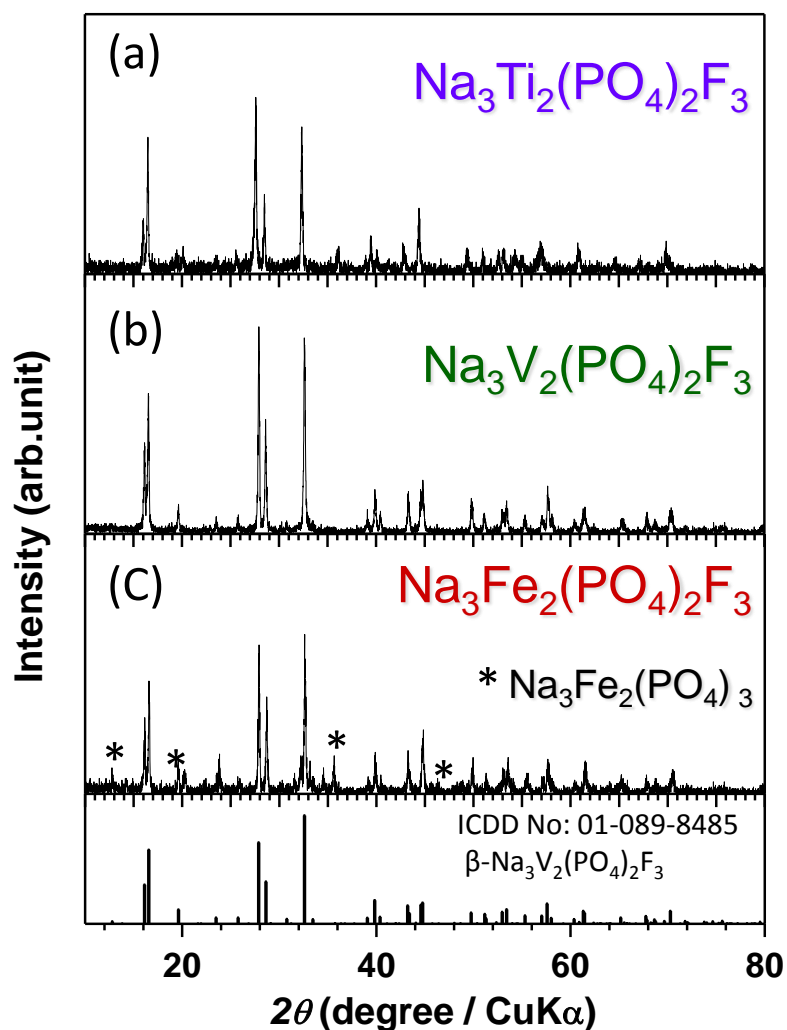 (a)
Na₃Ti₂(PO₄)₂F₃
(b)
Na₃V₂(PO₄)₂F₃
(C)
Na₃Fe₂(PO₄)₂F₃
* Na₃Fe₂(PO₄)₃
* * * *
ICDD No: 01-089-8485
β-Na₃V₂(PO₄)₂F₃
Intensity (arb.unit)
20 40 60 80
2θ (degree / CuKα)